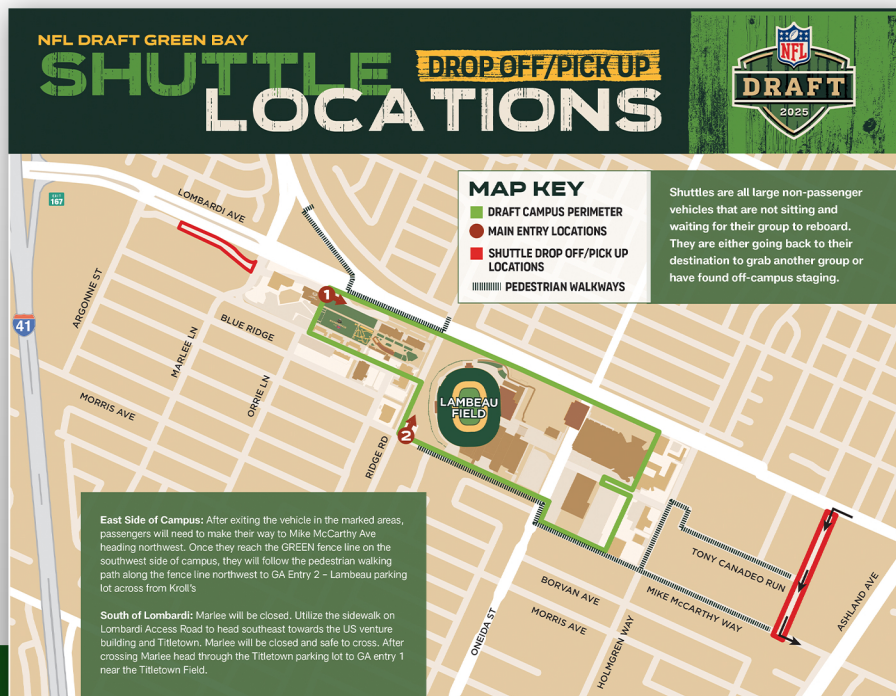 NFL DRAFT GREEN BAY
SHUTTLE
DROP OFF/PICK UP
LOCATIONS
NFL
DRAFT
2025
MAP KEY
DRAFT CAMPUS PERIMETER
MAIN ENTRY LOCATIONS
SHUTTLE DROP OFF/PICK UP
LOCATIONS
PEDESTRIAN WALKWAYS
Shuttles are all large non-passenger
vehicles that are not sitting and
waiting for their group to reboard.
They are either going back to their
destination to grab another group or
have found off-campus staging.
EXIT
167
LOMBARDI AVE
41
ARGONNE ST
MARLEE LN
BLUE RIDGE
ORRIE LN
MORRIS AVE
RIDGE RD
1
2
LAMBEAU
FIELD
TONY CANADEO RUN
MIKE MCCARTHY WAY
BORVAN AVE
MORRIS AVE
ONEIDA ST
HOLMGREN WAY
ASHLAND AVE
East Side of Campus: After exiting the vehicle in the marked areas,
passengers will need to make their way to Mike McCarthy Ave
heading northwest. Once they reach the GREEN fence line on the
southwest side of campus, they will follow the pedestrian walking
path along the fence line northwest to GA Entry 2 – Lambeau parking
lot across from Kroll's
South of Lombardi: Marlee will be closed. Utilize the sidewalk on
Lombardi Access Road to head southeast towards the US venture
building and Titletown. Marlee will be closed and safe to cross. After
crossing Marlee head through the Titletown parking lot to GA entry 1
near the Titletown Field.